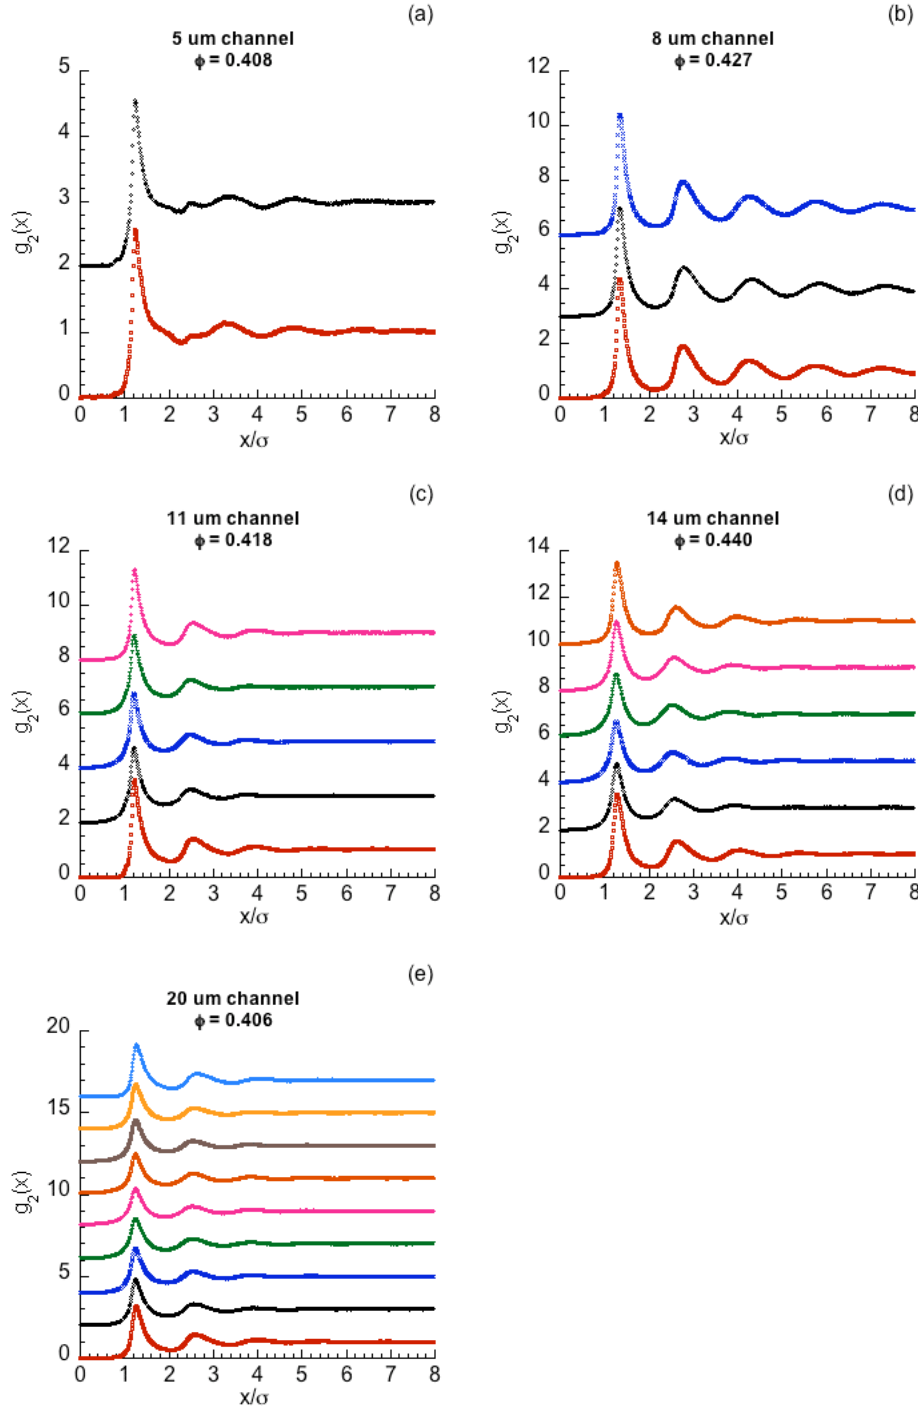 (a)
5 um channel
ϕ = 0.408
5
4
3
2
1
0
g₂(x)
0 1 2 3 4 5 6 7 8
x/σ
(b)
8 um channel
ϕ = 0.427
12
10
8
6
4
2
0
g₂(x)
0 1 2 3 4 5 6 7 8
x/σ
(c)
11 um channel
ϕ = 0.418
12
10
8
6
4
2
0
g₂(x)
0 1 2 3 4 5 6 7 8
x/σ
(d)
14 um channel
ϕ = 0.440
14
12
10
8
6
4
2
0
g₂(x)
0 1 2 3 4 5 6 7 8
x/σ
(e)
20 um channel
ϕ = 0.406
20
15
10
5
0
g₂(x)
0 1 2 3 4 5 6 7 8
x/σ